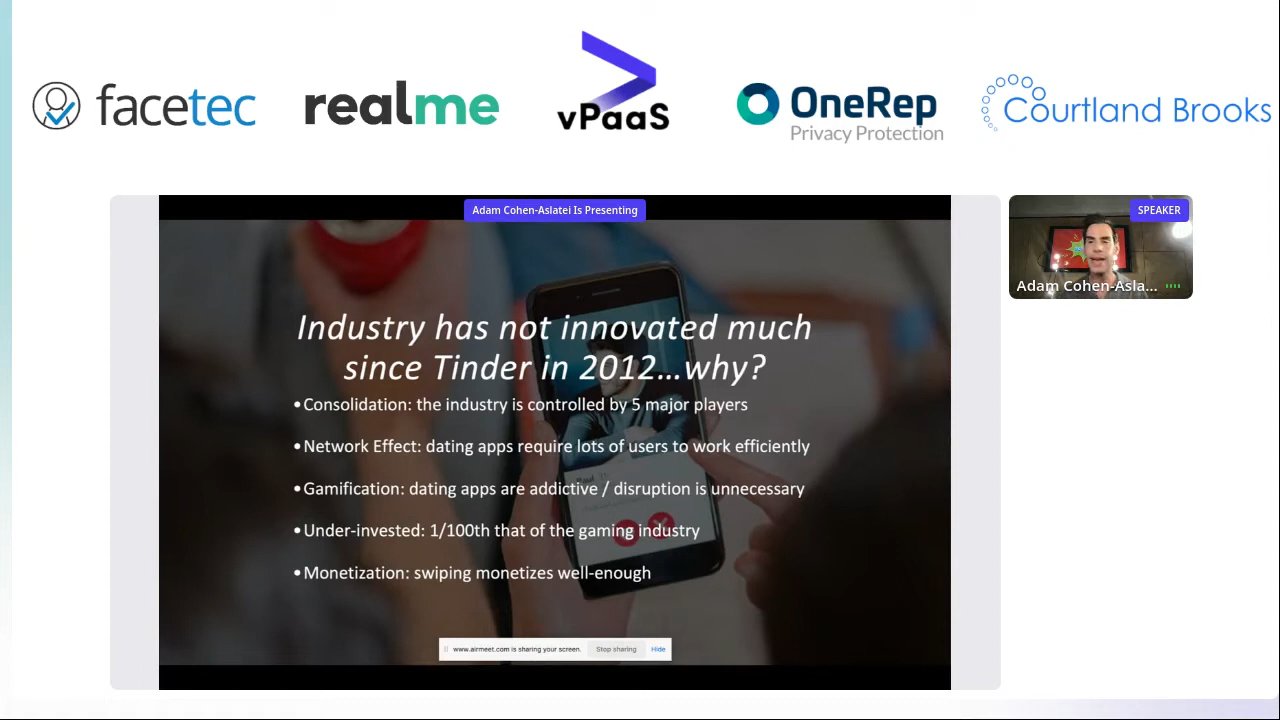 facetec
realme
vPaaS
OneRep
Privacy Protection
Courtland Brooks
Adam Cohen-Aslatei Is Presenting
SPEAKER
Adam Cohen-Asla...
Industry has not innovated much
since Tinder in 2012...why?
•Consolidation: the industry is controlled by 5 major players
•Network Effect: dating apps require lots of users to work efficiently
•Gamification: dating apps are addictive / disruption is unnecessary
•Under-invested: 1/100th that of the gaming industry
•Monetization: swiping monetizes well-enough
www.airmeet.com is sharing your screen. Stop sharing Hide